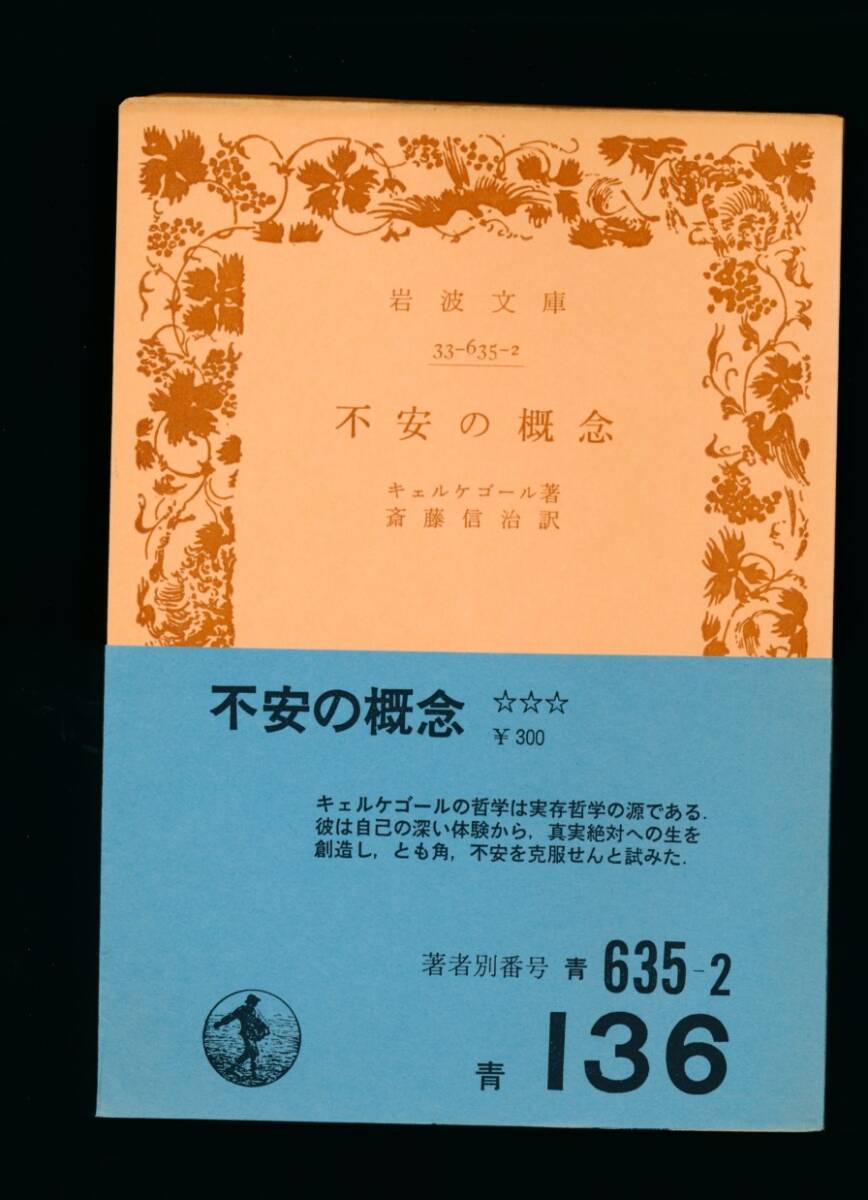 岩波文庫
33-635-2
不安の概念
キェルケゴール著
斎藤信治訳
不安の概念 ☆☆☆
¥ 300
キェルケゴールの哲学は実存哲学の源である.
彼は自己の深い体験から, 真実絶対への生を
創造し, とも角, 不安を克服せんと試みた.
著者別番号 青 635-2
青 136